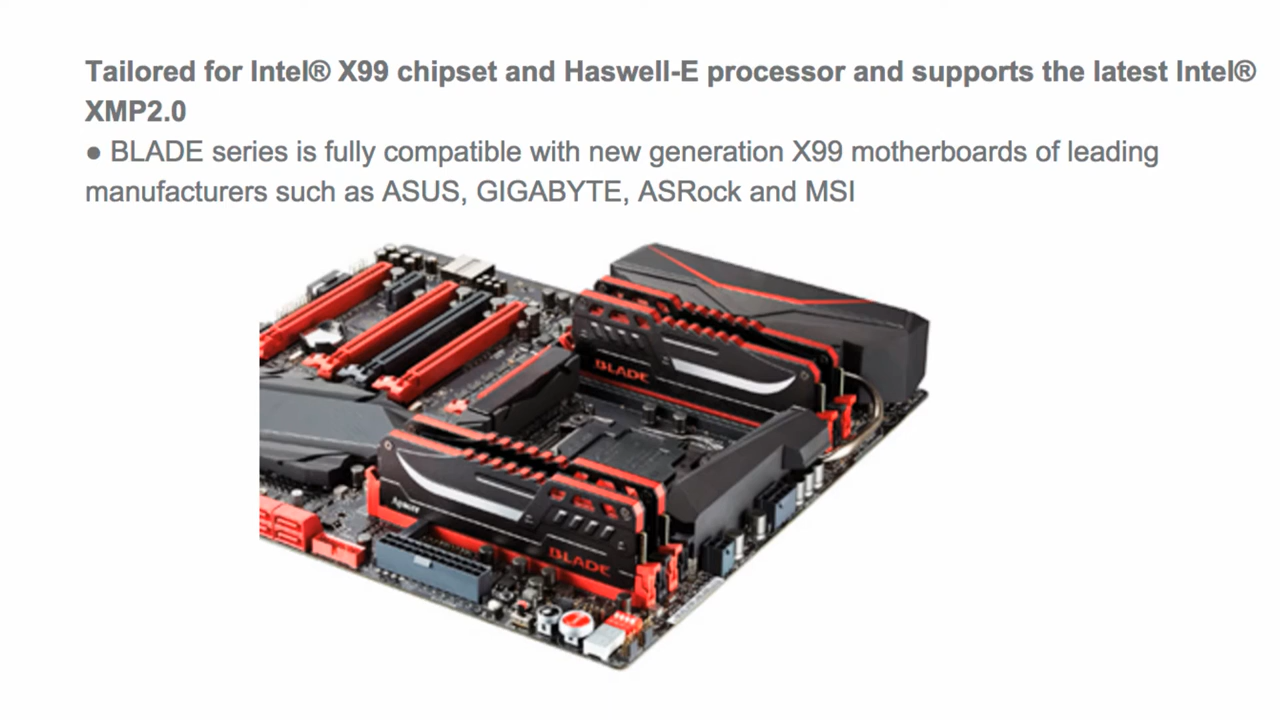 Tailored for Intel® X99 chipset and Haswell-E processor and supports the latest Intel®
XMP2.0
● BLADE series is fully compatible with new generation X99 motherboards of leading
manufacturers such as ASUS, GIGABYTE, ASRock and MSI
BLADE
Apacer
BLADE